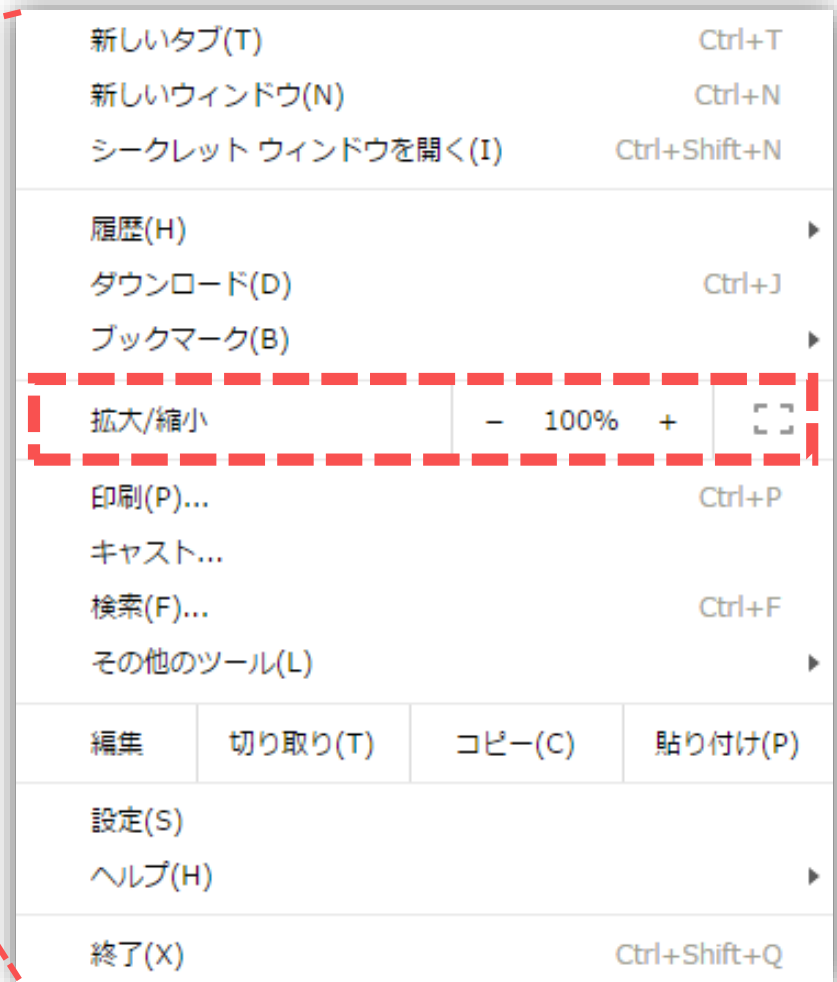 新しいタブ(T) Ctrl+T
新しいウィンドウ(N) Ctrl+N
シークレット ウィンドウを開く(I) Ctrl+Shift+N
履歴(H)
ダウンロード(D) Ctrl+J
ブックマーク(B)
拡大/縮小 − 100% +
印刷(P)... Ctrl+P
キャスト...
検索(F)... Ctrl+F
その他のツール(L)
編集 切り取り(T) コピー(C) 貼り付け(P)
設定(S)
ヘルプ(H)
終了(X) Ctrl+Shift+Q